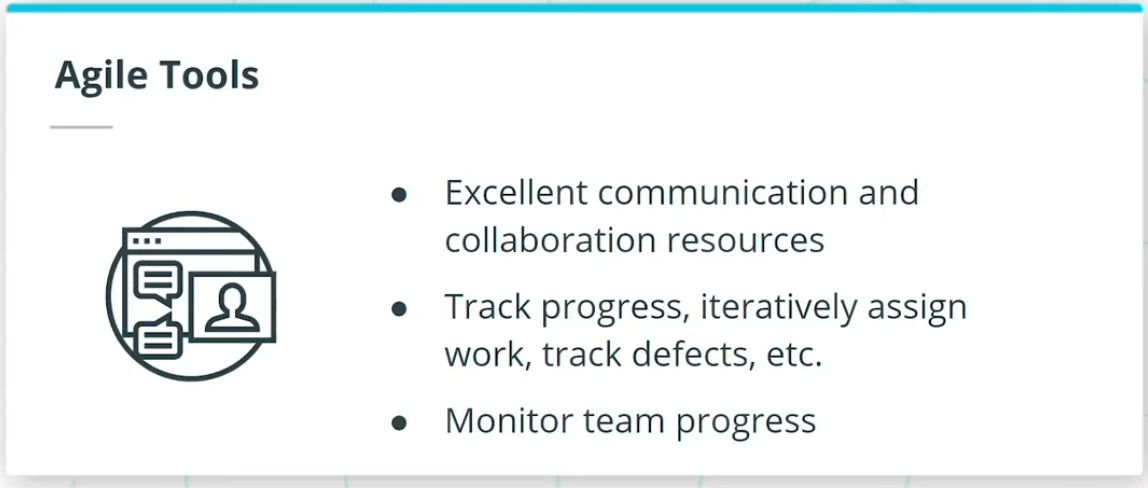 Agile Tools
● Excellent communication and
collaboration resources
● Track progress, iteratively assign
work, track defects, etc.
● Monitor team progress